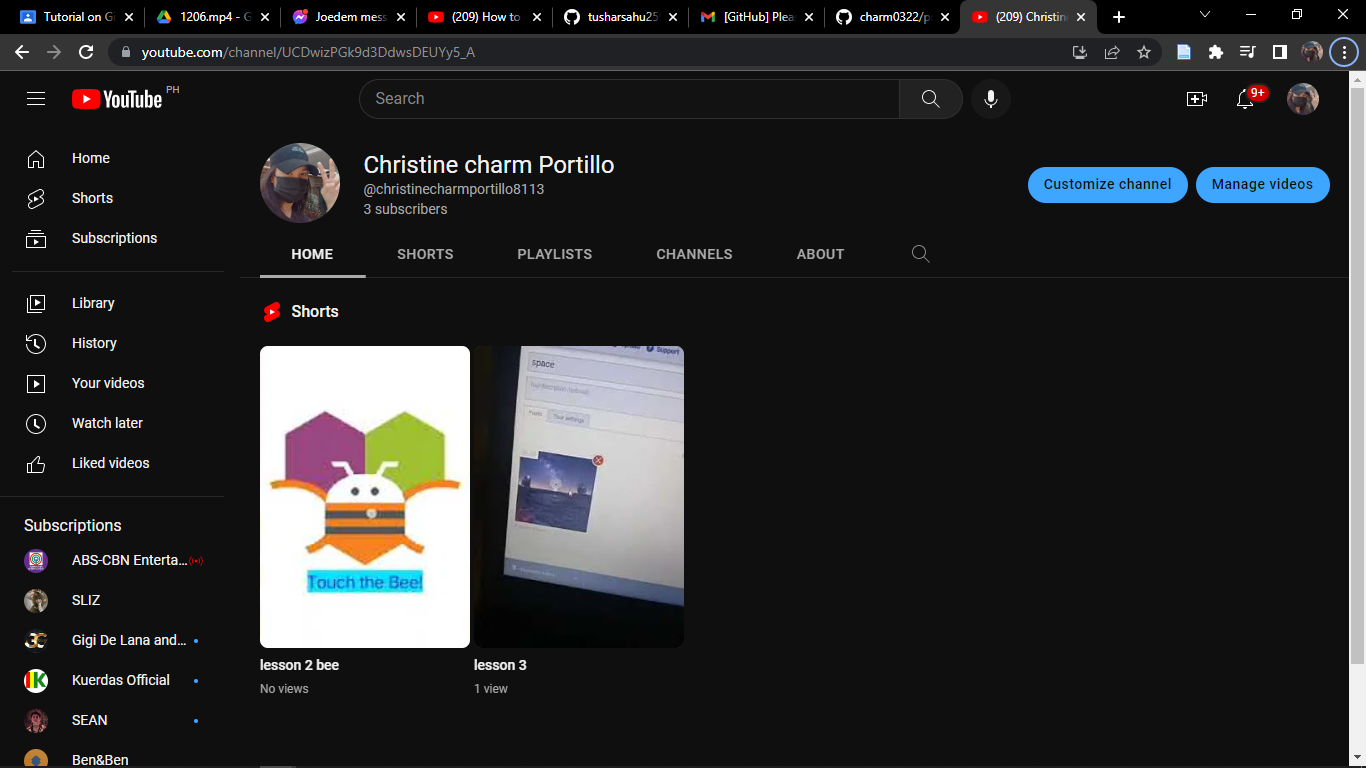 Tutorial on Gi
1206.mp4 - G
Joedem mess
(209) How to
tusharsahu25
[GitHub] Plea
charm0322/p
(209) Christin
youtube.com/channel/UCDwizPGk9d3DdwsDEUYy5_A
YouTube PH
Search
9+
Home
Shorts
Subscriptions
Library
History
Your videos
Watch later
Liked videos
Subscriptions
ABS-CBN Enterta...
SLIZ
Gigi De Lana and...
Kuerdas Official
SEAN
Ben&Ben
Christine charm Portillo
@christinecharmportillo8113
3 subscribers
Customize channel
Manage videos
HOME SHORTS PLAYLISTS CHANNELS ABOUT
Shorts
Touch the Bee!
Support
space
Tour settings
lesson 2 bee
No views
lesson 3
1 view